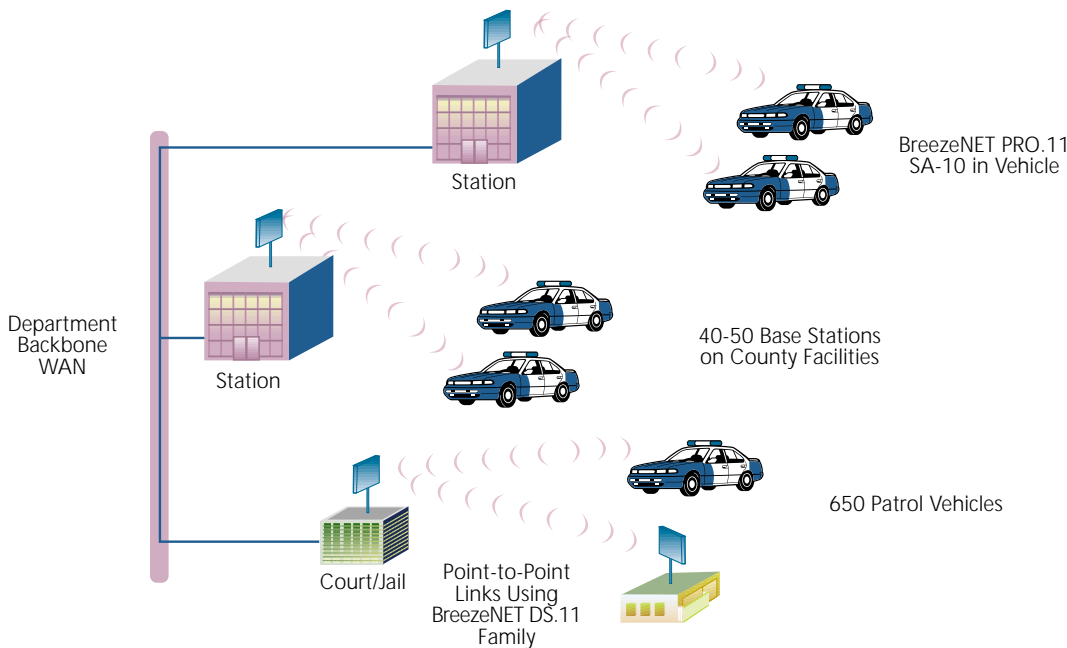 BreezeNET PRO.11
SA-10 in Vehicle
Station
Department
Backbone
WAN
40-50 Base Stations
on County Facilities
Station
650 Patrol Vehicles
Court/Jail
Point-to-Point
Links Using
BreezeNET DS.11
Family